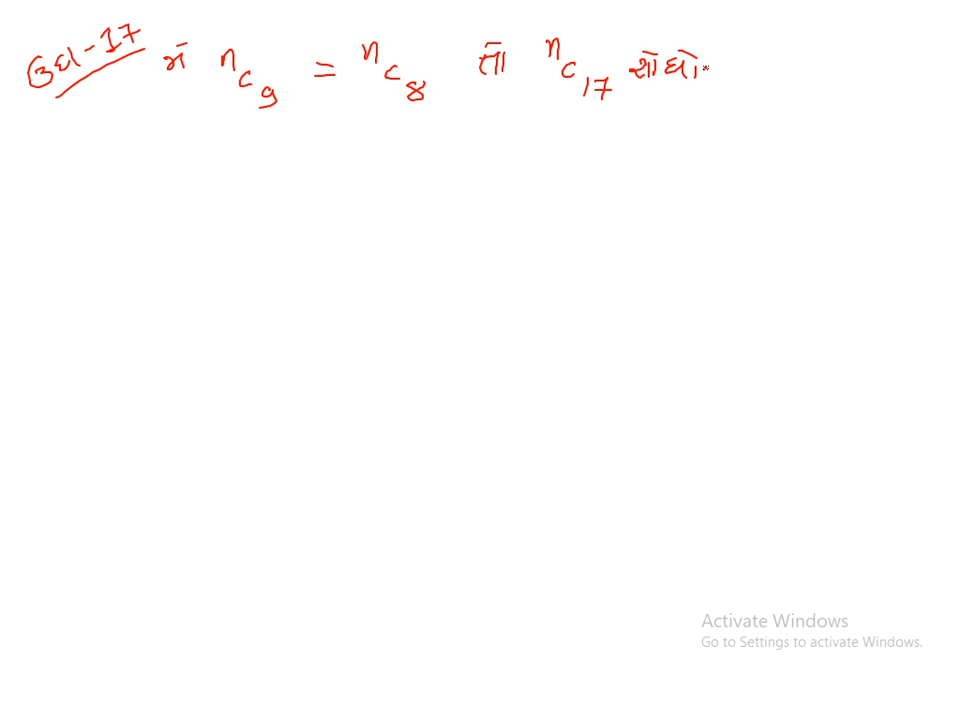 ઉદા-17 જો nC9 = nC8 તો nC17 શોધો.
Activate Windows
Go to Settings to activate Windows.